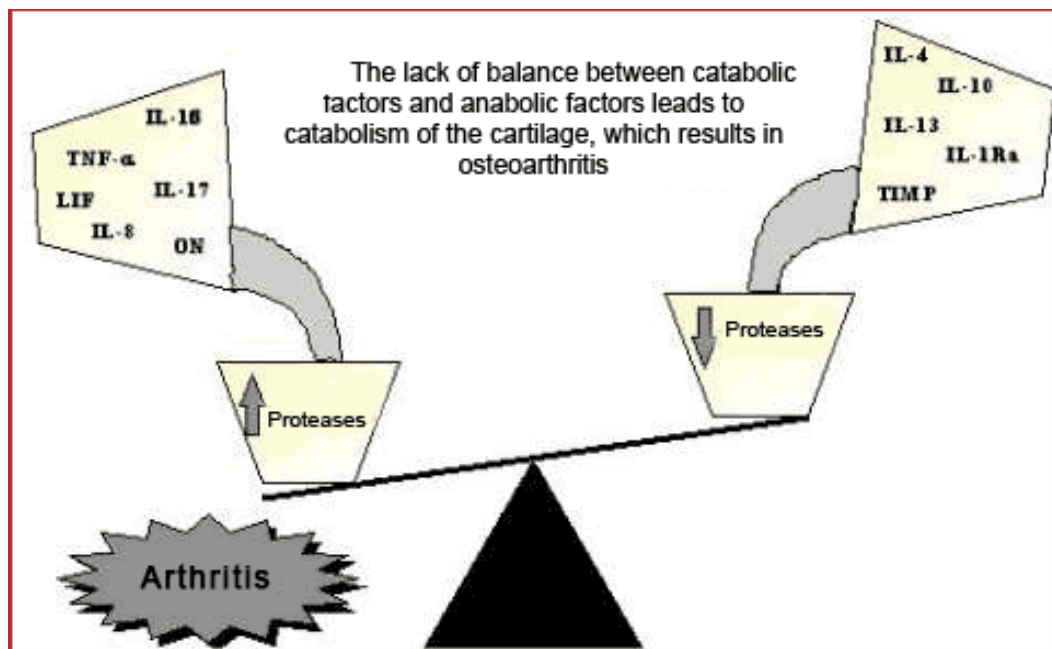 The lack of balance between catabolic
tactors and anabolic factors leads to
catabolism of the cartilage, which results in
osteoarthritis
IL-16
TNF-α
IL-17
LIF
IL-8
ON
IL-4
IL-10
IL-13
IL-1Ra
TIMP
Proteases
Proteases
Arthritis